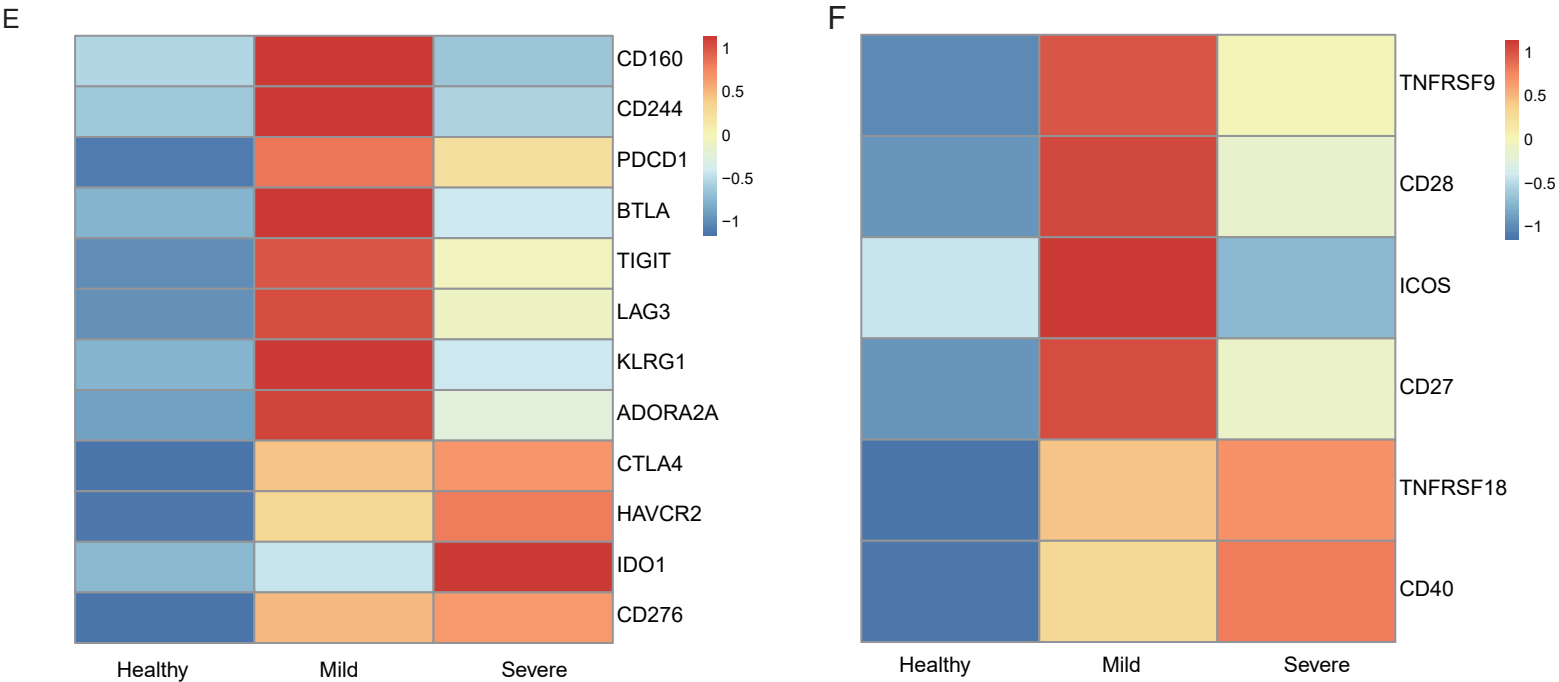 E
CD160
CD244
PDCD1
BTLA
TIGIT
LAG3
KLRG1
ADORA2A
CTLA4
HAVCR2
IDO1
CD276
1
0.5
0
−0.5
−1
Healthy Mild Severe
F
TNFRSF9
CD28
ICOS
CD27
TNFRSF18
CD40
1
0.5
0
−0.5
−1
Healthy Mild Severe